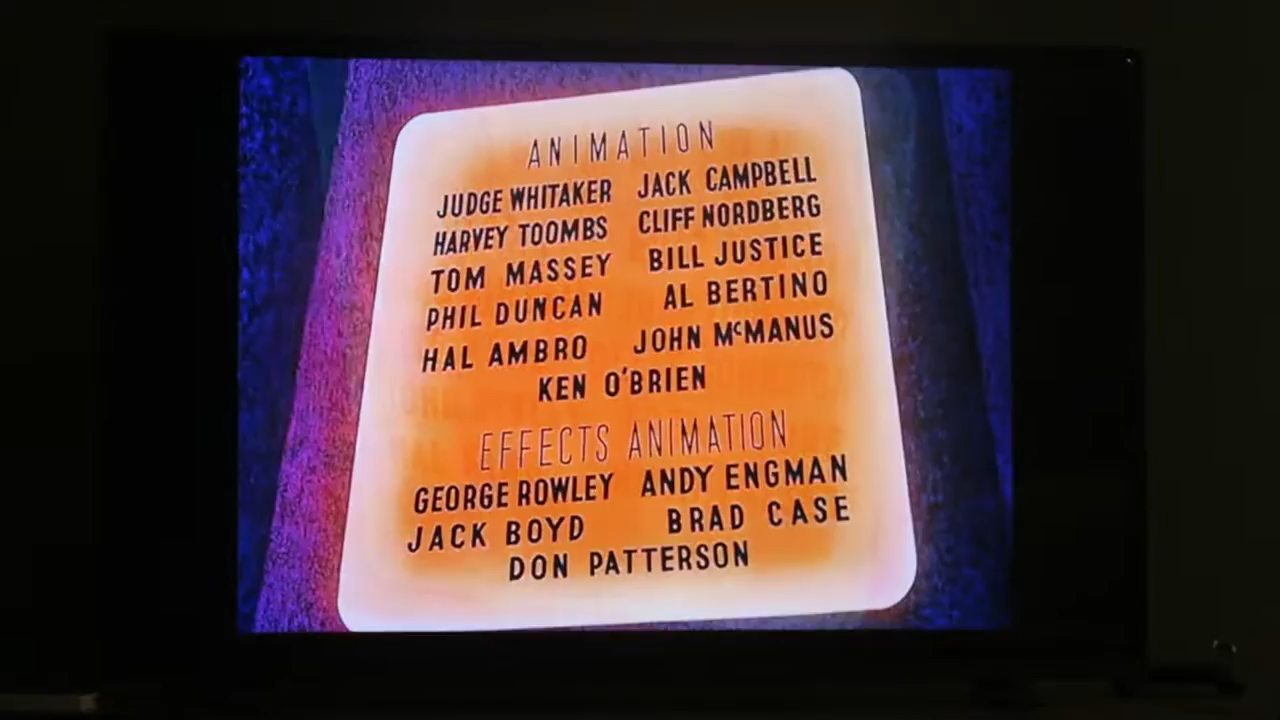 ANIMATION
JUDGE WHITAKER JACK CAMPBELL
HARVEY TOOMBS CLIFF NORDBERG
TOM MASSEY BILL JUSTICE
PHIL DUNCAN AL BERTINO
HAL AMBRO JOHN McMANUS
KEN O'BRIEN
EFFECTS ANIMATION
GEORGE ROWLEY ANDY ENGMAN
JACK BOYD BRAD CASE
DON PATTERSON